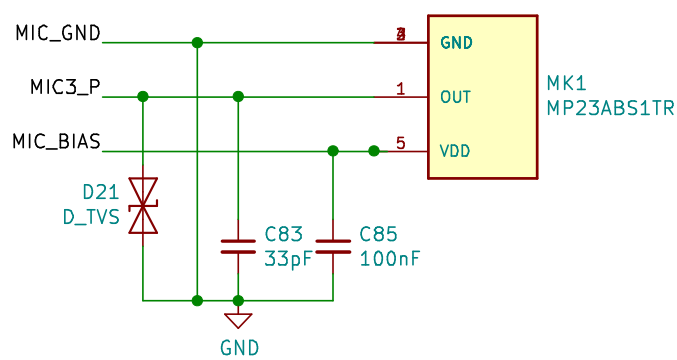 MIC_GND
GND
MK1
MP23ABS1TR
MIC3_P
1
OUT
MIC_BIAS
5
VDD
D21
D_TVS
C83
33pF
C85
100nF
GND